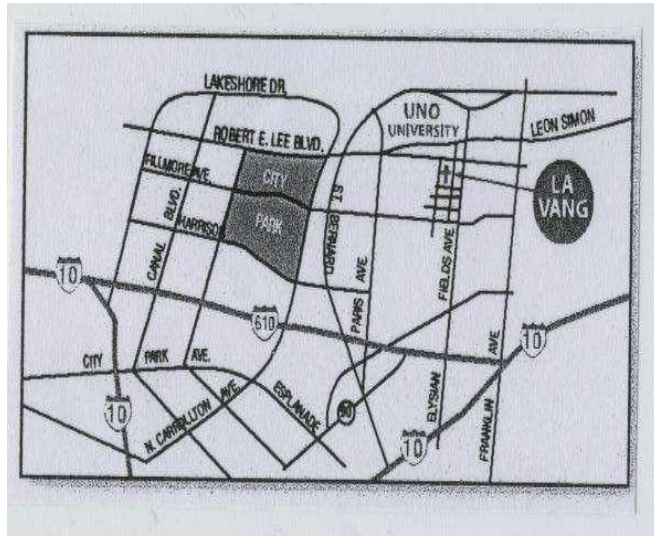 LAKESHORE DR.
UNO
UNIVERSITY
LEON SIMON
ROBERT E. LEE BLVD.
FILLMORE AVE.
CITY
PARK
LA
VANG
ST. BERNARD
HARRISON
CANAL BLVD.
PARIS AVE
FIELDS AVE
ELYSIAN
FRANKLIN AVE
10
610
10
CITY PARK AVE.
10
N. CARROLLTON AVE.
ESPLANADE
90
10